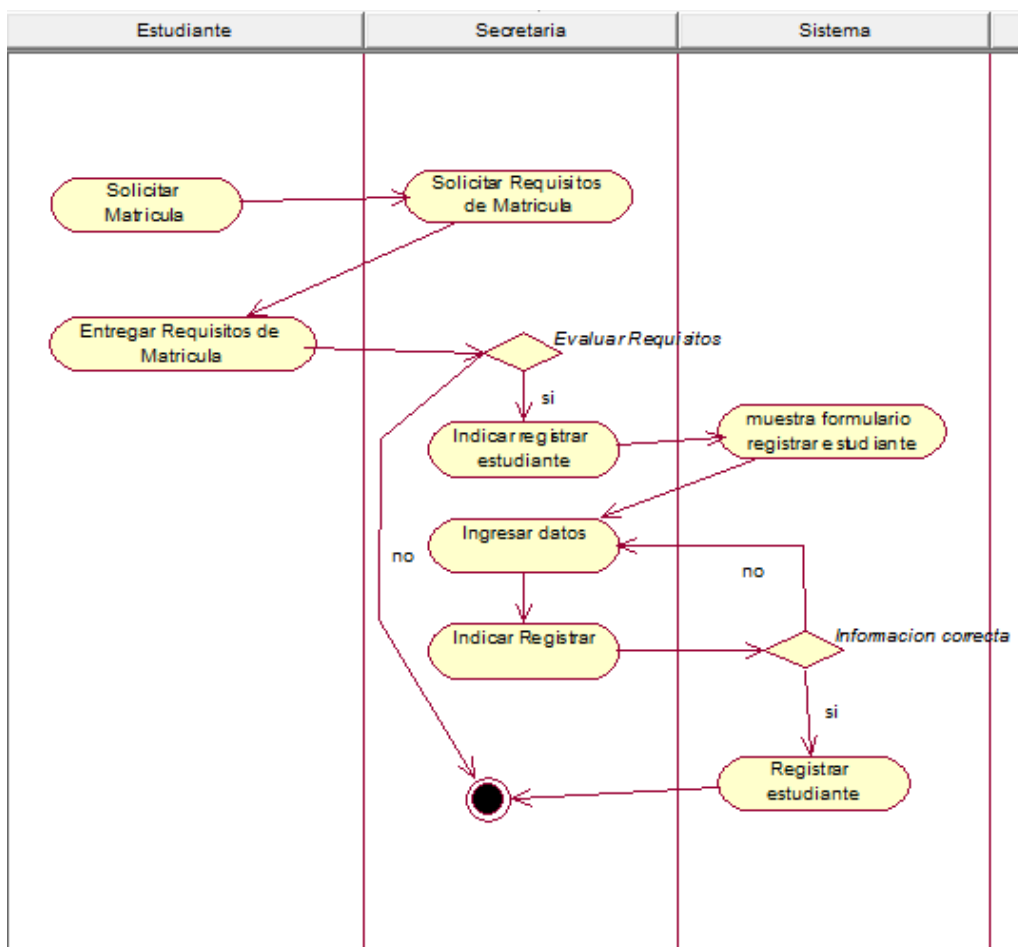 Estudiante
Secretaria
Sistema
Solicitar
Matricula
Solicitar Requisitos
de Matricula
Entregar Requisitos de
Matricula
Evaluar Requisitos
si
Indicar registrar
estudiante
muestra formulario
registrar estudiante
Ingresar datos
no
no
Indicar Registrar
Informacion correcta
si
Registrar
estudiante